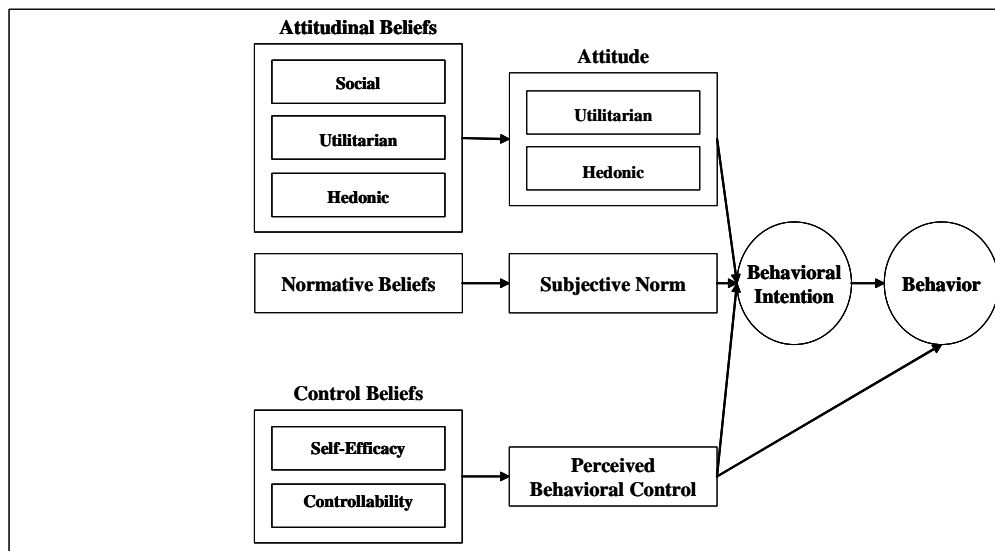 Attitudinal Beliefs
Social
Utilitarian
Hedonic
Attitude
Utilitarian
Hedonic
Normative Beliefs
Subjective Norm
Behavioral
Intention
Behavior
Control Beliefs
Self-Efficacy
Controllability
Perceived
Behavioral Control